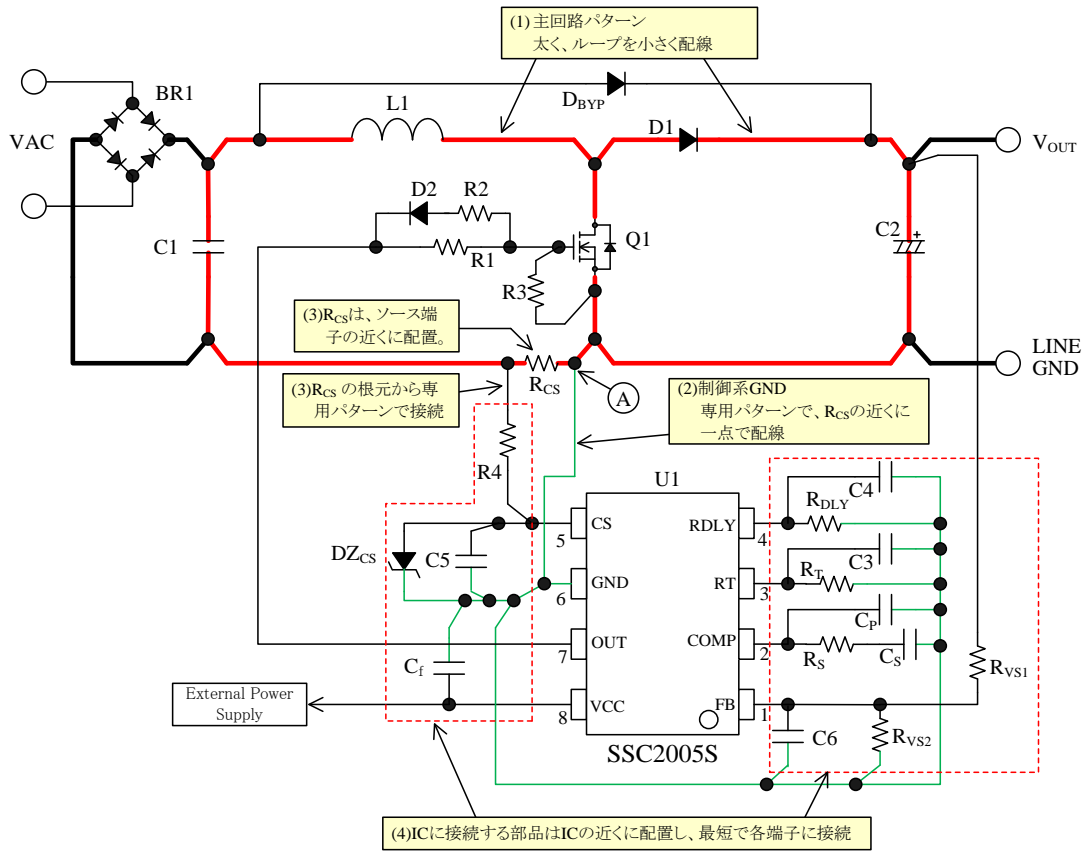 (1)主回路パターン
太く、ループを小さく配線
BR1
VAC
L1
DBYP
D1
VOUT
C1
D2
R2
R1
Q1
R3
C2
+
(3)RCSは、ソース端
子の近くに配置。
RCS
A
LINE
GND
(3)RCS の根元から専
用パターンで接続
(2)制御系GND
専用パターンで、RCSの近くに
一点で配線
R4
U1
DZCS
C5
Cf
CS
5
GND
6
OUT
7
VCC
8
RDLY
4
RT
3
COMP
2
FB
1
SSC2005S
C4
RDLY
C3
RT
CP
RS
CS
RVS1
C6
RVS2
External Power
Supply
(4)ICに接続する部品はICの近くに配置し、最短で各端子に接続